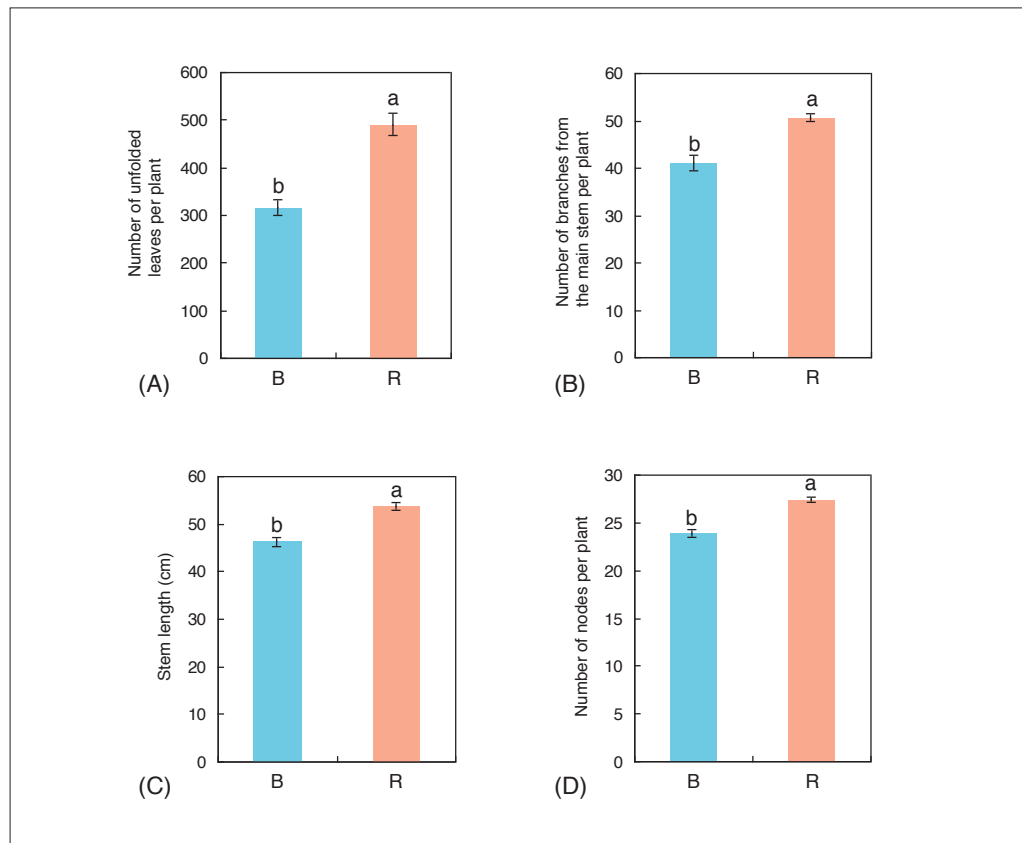 Number of unfolded
leaves per plant
600
500
400
300
200
100
0
b
a
B
R
(A)
Number of branches from
the main stem per plant
60
50
40
30
20
10
0
b
a
B
R
(B)
Stem length (cm)
60
50
40
30
20
10
0
b
a
B
R
(C)
Number of nodes per plant
30
25
20
15
10
5
0
b
a
B
R
(D)